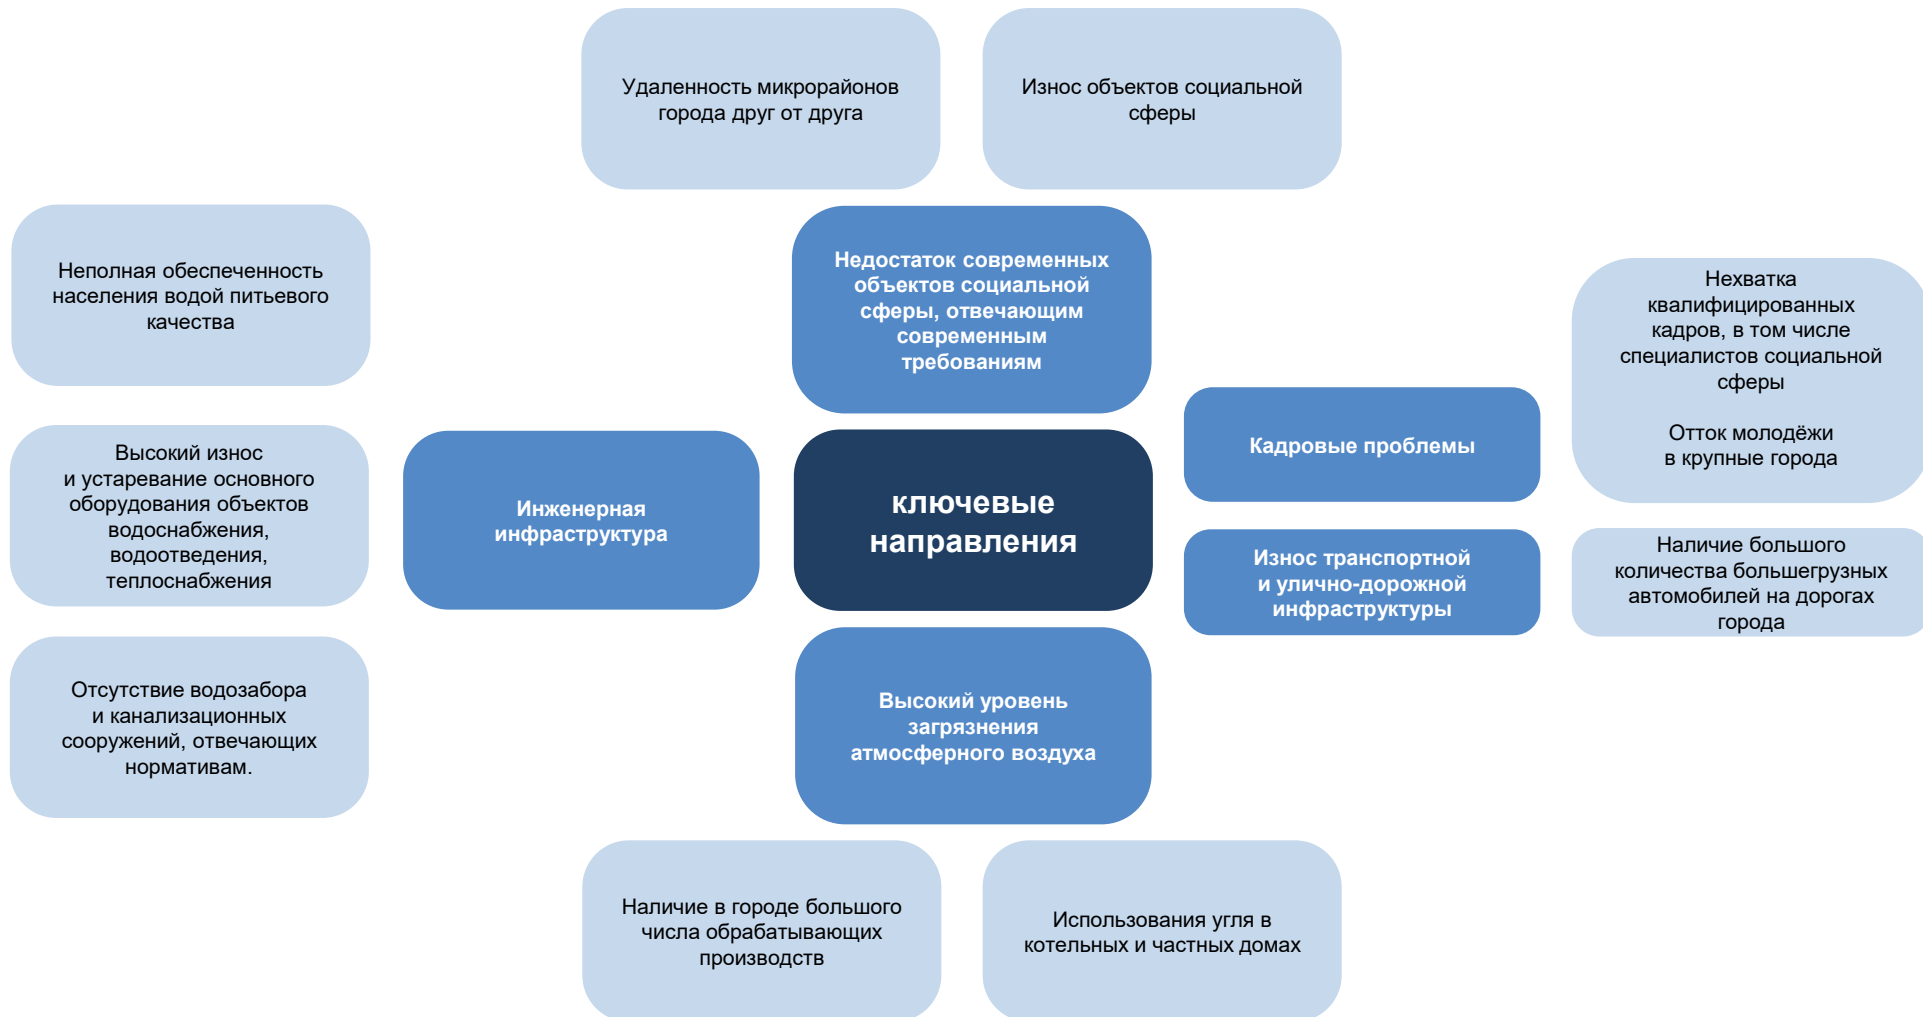 Удаленность микрорайонов
города друг от друга
Износ объектов социальной
сферы
Неполная обеспеченность
населения водой питьевого
качества
Недостаток современных
объектов социальной
сферы, отвечающим
современным
требованиям
Нехватка
квалифицированных
кадров, в том числе
специалистов социальной
сферы
Отток молодёжи
в крупные города
Кадровые проблемы
Высокий износ
и устаревание основного
оборудования объектов
водоснабжения,
водоотведения,
теплоснабжения
Инженерная
инфраструктура
ключевые
направления
Износ транспортной
и улично-дорожной
инфраструктуры
Наличие большого
количества большегрузных
автомобилей на дорогах
города
Отсутствие водозабора
и канализационных
сооружений, отвечающих
нормативам.
Высокий уровень
загрязнения
атмосферного воздуха
Наличие в городе большого
числа обрабатывающих
производств
Использования угля в
котельных и частных домах